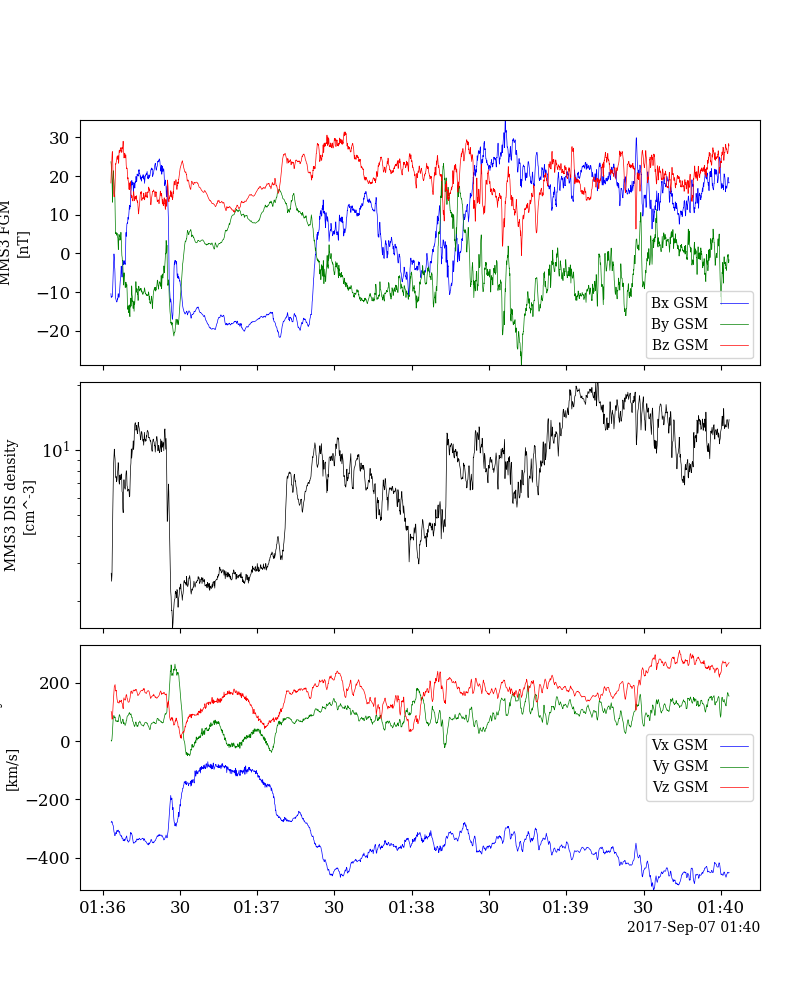 30
20
10
0
−10
−20
MMS3 FGM
[nT]
Bx GSM
By GSM
Bz GSM
10^1
MMS3 DIS density
[cm^-3]
200
0
−200
−400
[km/s]
Vx GSM
Vy GSM
Vz GSM
01:36
30
01:37
30
01:38
30
01:39
30
01:40
2017-Sep-07 01:40